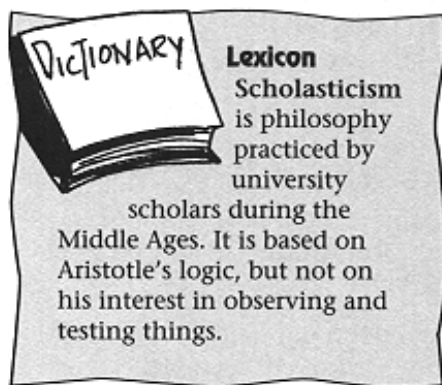 DICTIONARY
Lexicon
Scholasticism
is philosophy
practiced by
university
scholars during the
Middle Ages. It is based on
Aristotle's logic, but not on
his interest in observing and
testing things.